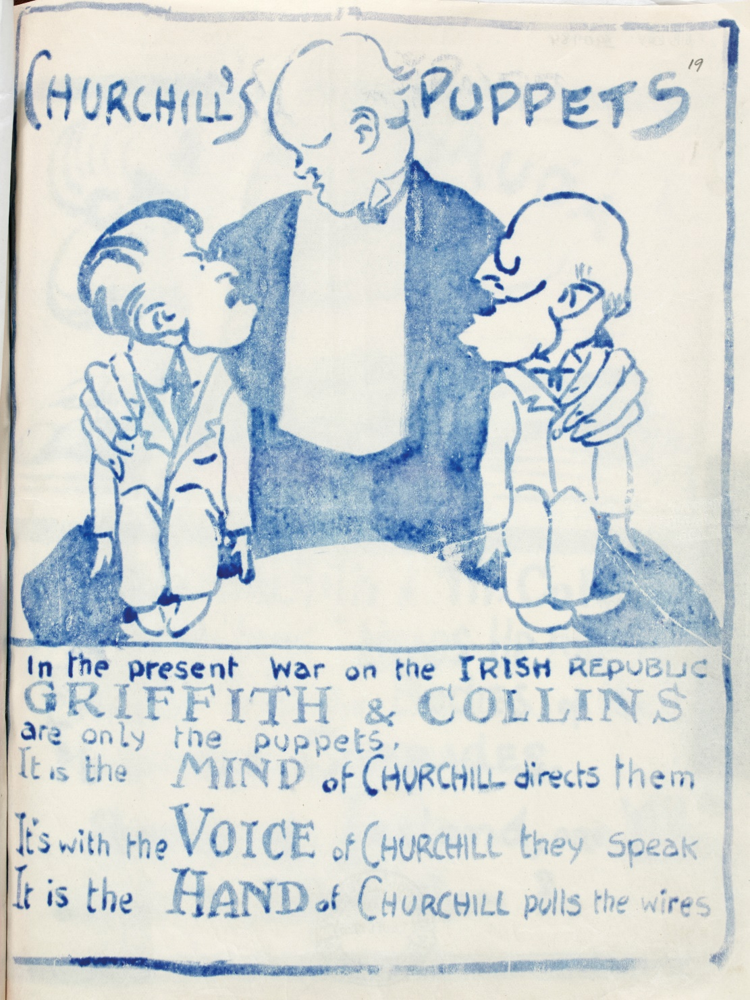 CHURCHILL'S PUPPETS
19
In the present War on the IRISH REPUBLIC
GRIFFITH & COLLINS
are only the puppets.
It is the MIND of CHURCHILL directs them
It's with the VOICE of CHURCHILL they speak
It is the HAND of CHURCHILL pulls the wires